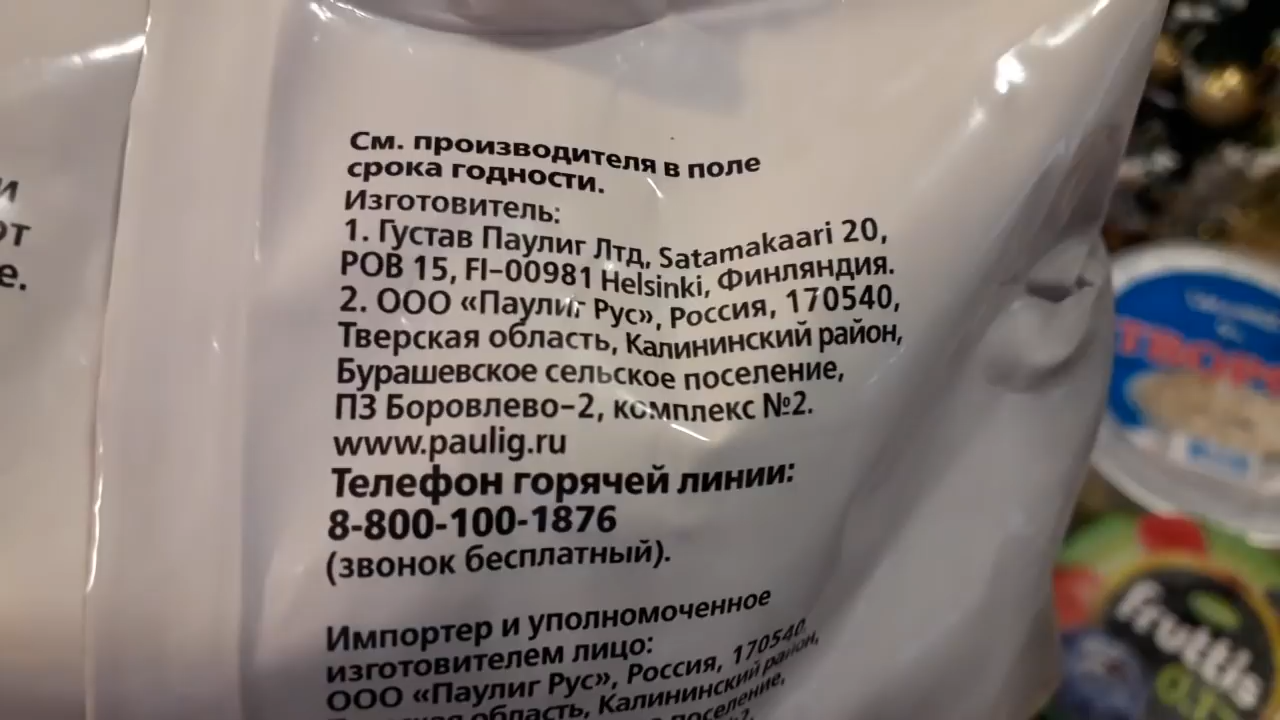 и
от
е.
См. производителя в поле
срока годности.
Изготовитель:
1. Густав Паулиг Лтд, Satamakaari 20,
POB 15, FI-00981 Helsinki, Финляндия.
2. ООО «Паулиг Рус», Россия, 170540,
Тверская область, Калининский район,
Бурашевское сельское поселение,
ПЗ Боровлево-2, комплекс №2.
www.paulig.ru
Телефон горячей линии:
8-800-100-1876
(звонок бесплатный).
Импортер и уполномоченное
изготовителем лицо:
ООО «Паулиг Рус», Россия, 170540,
область, Калининский район,
поселение,
Fruttis